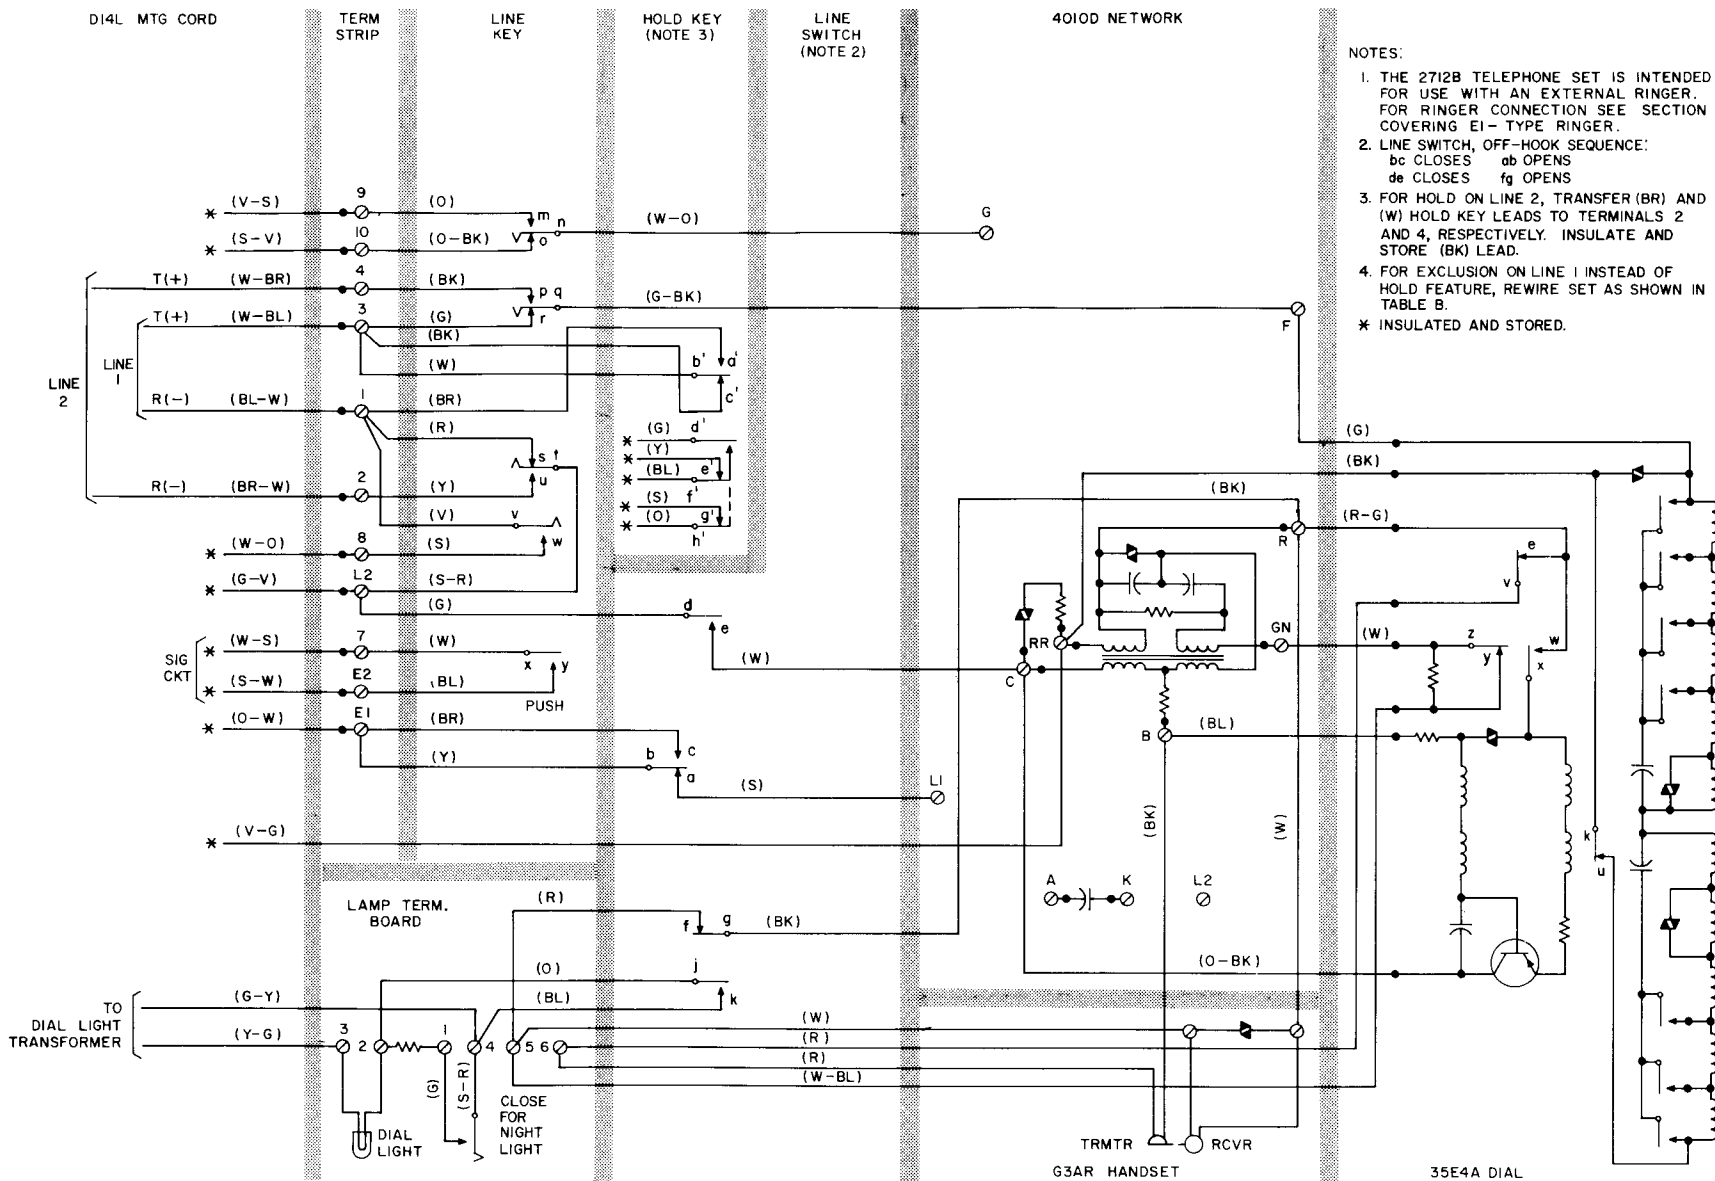 D14L MTG CORD
TERM
STRIP
LINE
KEY
HOLD KEY
(NOTE 3)
LINE
SWITCH
(NOTE 2)
4010D NETWORK
NOTES:
1. THE 2712B TELEPHONE SET IS INTENDED
FOR USE WITH AN EXTERNAL RINGER.
FOR RINGER CONNECTION SEE SECTION
COVERING E1-TYPE RINGER.
2. LINE SWITCH, OFF-HOOK SEQUENCE:
bc CLOSES ab OPENS
de CLOSES fg OPENS
3. FOR HOLD ON LINE 2, TRANSFER (BR) AND
(W) HOLD KEY LEADS TO TERMINALS 2
AND 4, RESPECTIVELY. INSULATE AND
STORE (BK) LEAD.
4. FOR EXCLUSION ON LINE 1 INSTEAD OF
HOLD FEATURE, REWIRE SET AS SHOWN IN
TABLE B.
* INSULATED AND STORED.
* (V-S) 9 (O) m n (W-O) G
* (S-V) 10 (O-BK) o
T(+) (W-BR) 4 (BK) p q (G-BK) F
T(+) (W-BL) 3 (G) r
(BK) a'
(W) b'
c'
LINE
1
LINE
2
R(-) (BL-W) 1 (BR)
(R) s t
u
R(-) (BR-W) 2 (Y)
(V) v
* (G) d'
* (Y)
* (BL) e'
* (S) f'
* (O) g'
h'
* (W-O) 8 (S) w
* (G-V) L2 (S-R)
(G) d
e (W) C
SIG
CKT
* (W-S) 7 (W) x y
* (S-W) E2 (BL)
PUSH
* (O-W) E1 (BR) c
(Y) b
a (S) L1
* (V-G)
(G)
(BK)
(BK)
R (R-G)
e
v
RR
GN (W) z
y
w
x
B (BL)
(BK)
(W)
k
u
A K L2
(O-BK)
LAMP TERM.
BOARD
(R) f g (BK)
(O) j
(BL) k
TO
DIAL LIGHT
TRANSFORMER
(G-Y)
(Y-G) 3 2 1 4 5 6
(W)
(R)
(R)
(W-BL)
(G)
(S-R)
CLOSE
FOR
NIGHT
LIGHT
DIAL
LIGHT
TRMTR RCVR
G3AR HANDSET
35E4A DIAL